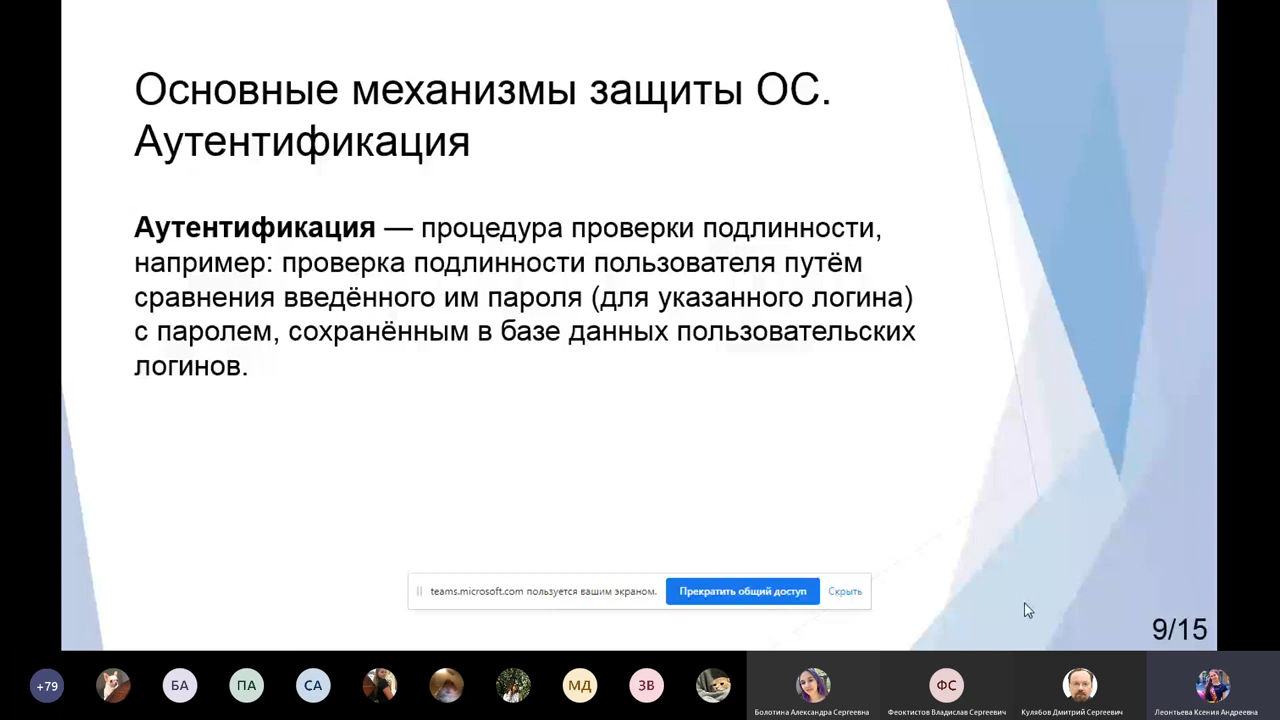 Основные механизмы защиты ОС.
Аутентификация
Аутентификация — процедура проверки подлинности,
например: проверка подлинности пользователя путём
сравнения введённого им пароля (для указанного логина)
с паролем, сохранённым в базе данных пользовательских
логинов.
teams.microsoft.com пользуется вашим экраном.
Прекратить общий доступ
Скрыть
9/15
+79
БА
ПА
СА
МД
ЗВ
ФС
Болотина Александра Сергеевна
Феоктистов Владислав Сергеевич
Кулябов Дмитрий Сергеевич
Леонтьева Ксения Андреевна